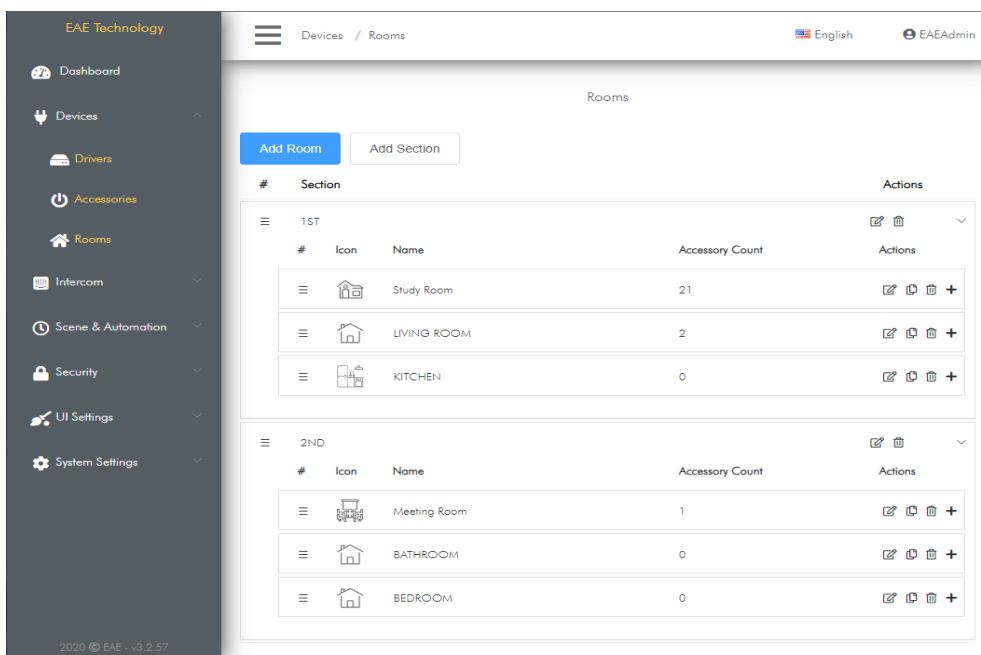 EAE Technology
Devices / Rooms
English
EAEAdmin
Dashboard
Devices
Drivers
Accessories
Rooms
Intercom
Scene & Automation
Security
UI Settings
System Settings
2020 © EAE - v3.2.57
Rooms
Add Room
Add Section
# Section Actions
1ST
# Icon Name Accessory Count Actions
Study Room 21
LIVING ROOM 2
KITCHEN 0
2ND
# Icon Name Accessory Count Actions
Meeting Room 1
BATHROOM 0
BEDROOM 0